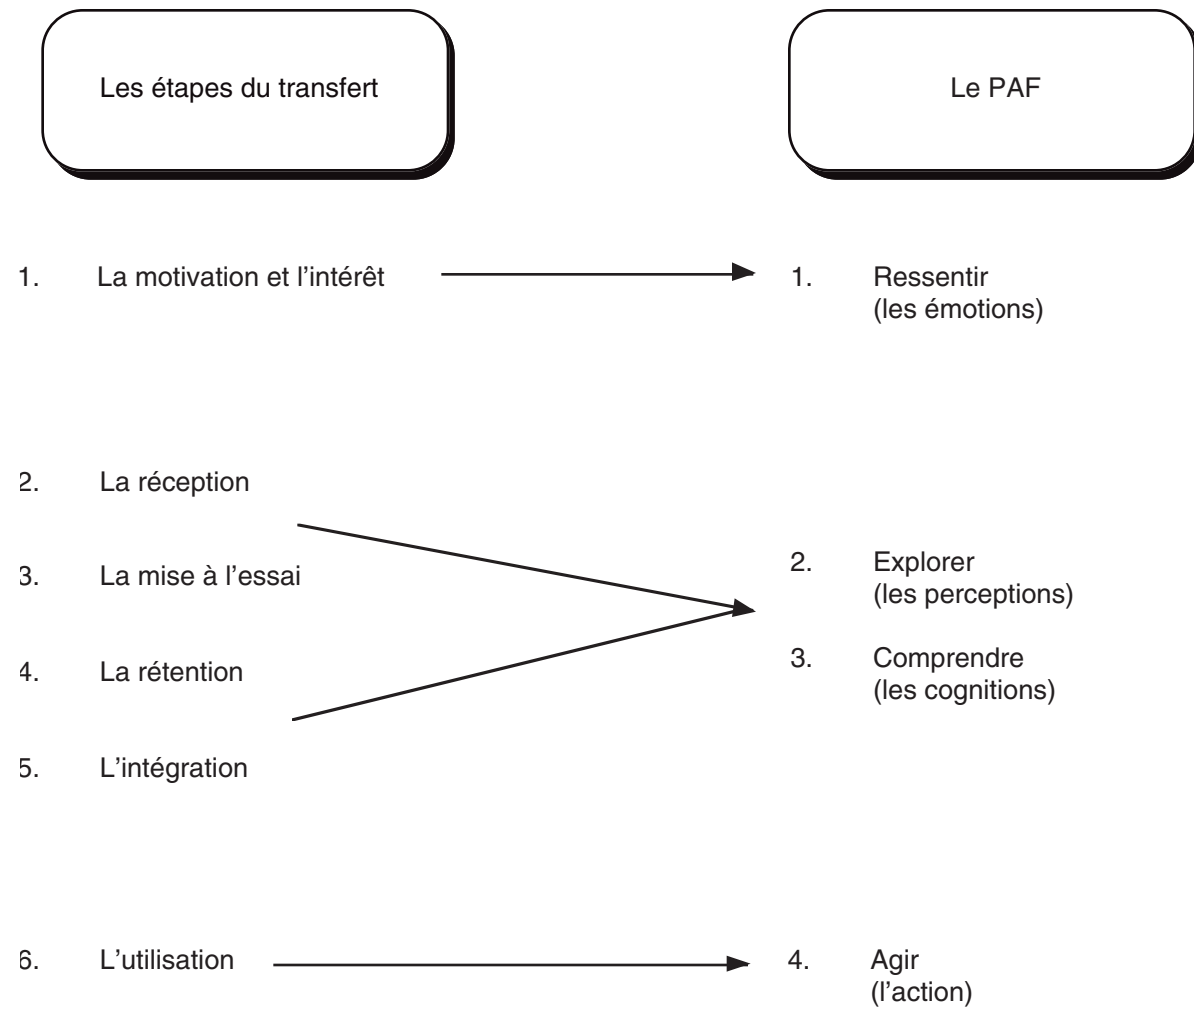 Les étapes du transfert
Le PAF
1. La motivation et l’intérêt
1. Ressentir
(les émotions)
2. La réception
3. La mise à l’essai
4. La rétention
5. L’intégration
2. Explorer
(les perceptions)
3. Comprendre
(les cognitions)
6. L’utilisation
4. Agir
(l’action)